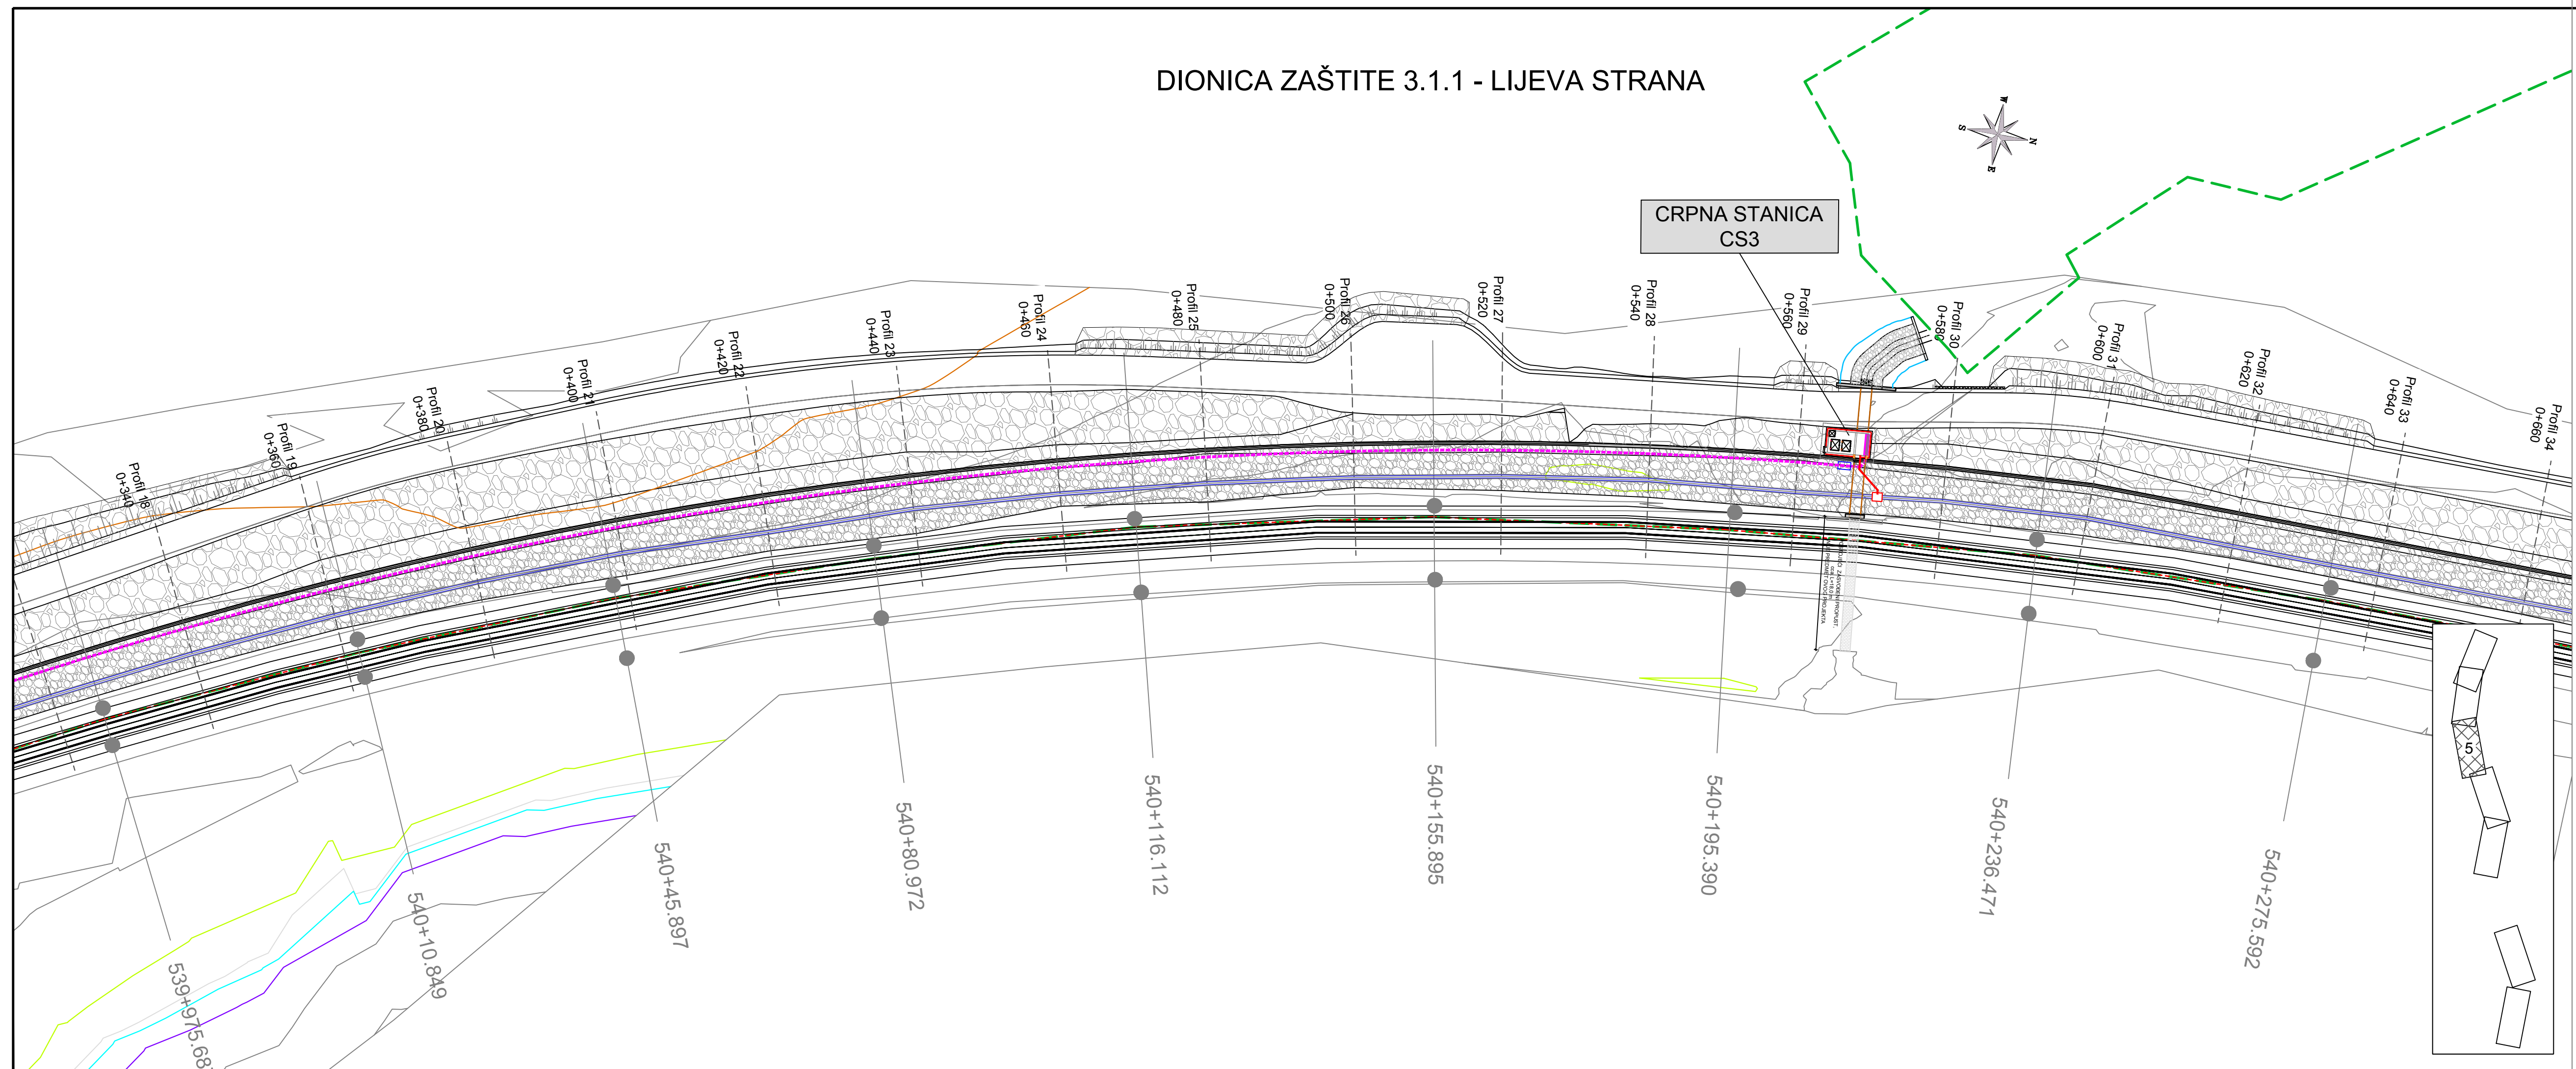 DIONICA ZAŠTITE 3.1.1 - LIJEVA STRANA
W
S
N
E
CRPNA STANICA
CS3
Profil 18
0+340
Profil 19
0+360
Profil 20
0+380
Profil 21
0+400
Profil 22
0+420
Profil 23
0+440
Profil 24
0+460
Profil 25
0+480
Profil 26
0+500
Profil 27
0+520
Profil 28
0+540
Profil 29
0+560
Profil 30
0+580
Profil 31
0+600
Profil 32
0+620
Profil 33
0+640
Profil 34
0+660
539+975.68
540+10.849
540+45.897
540+80.972
540+116.112
540+155.895
540+195.390
540+236.471
540+275.592
5